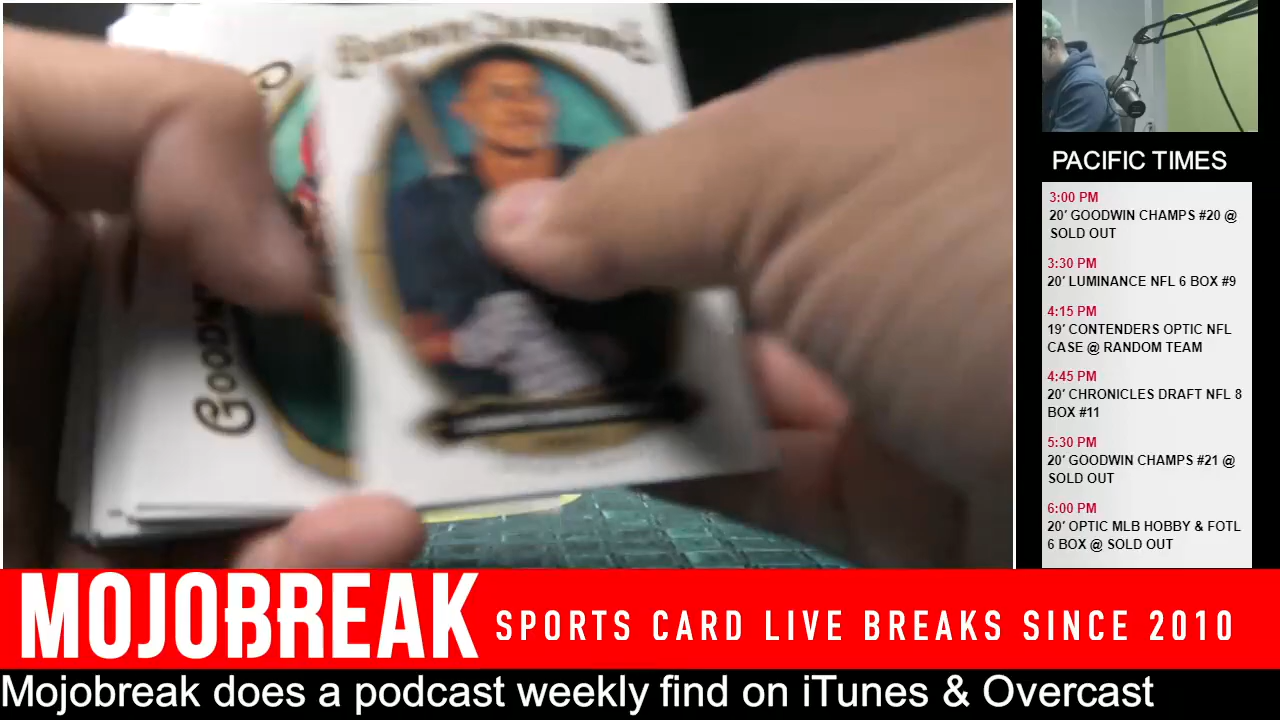 GOODWIN CHAMPIONS
PACIFIC TIMES
3:00 PM
20' GOODWIN CHAMPS #20 @
SOLD OUT
3:30 PM
20' LUMINANCE NFL 6 BOX #9
4:15 PM
19' CONTENDERS OPTIC NFL
CASE @ RANDOM TEAM
4:45 PM
20' CHRONICLES DRAFT NFL 8
BOX #11
5:30 PM
20' GOODWIN CHAMPS #21 @
SOLD OUT
6:00 PM
20' OPTIC MLB HOBBY & FOTL
6 BOX @ SOLD OUT
MOJOBREAK SPORTS CARD LIVE BREAKS SINCE 2010
Mojobreak does a podcast weekly find on iTunes & Overcast